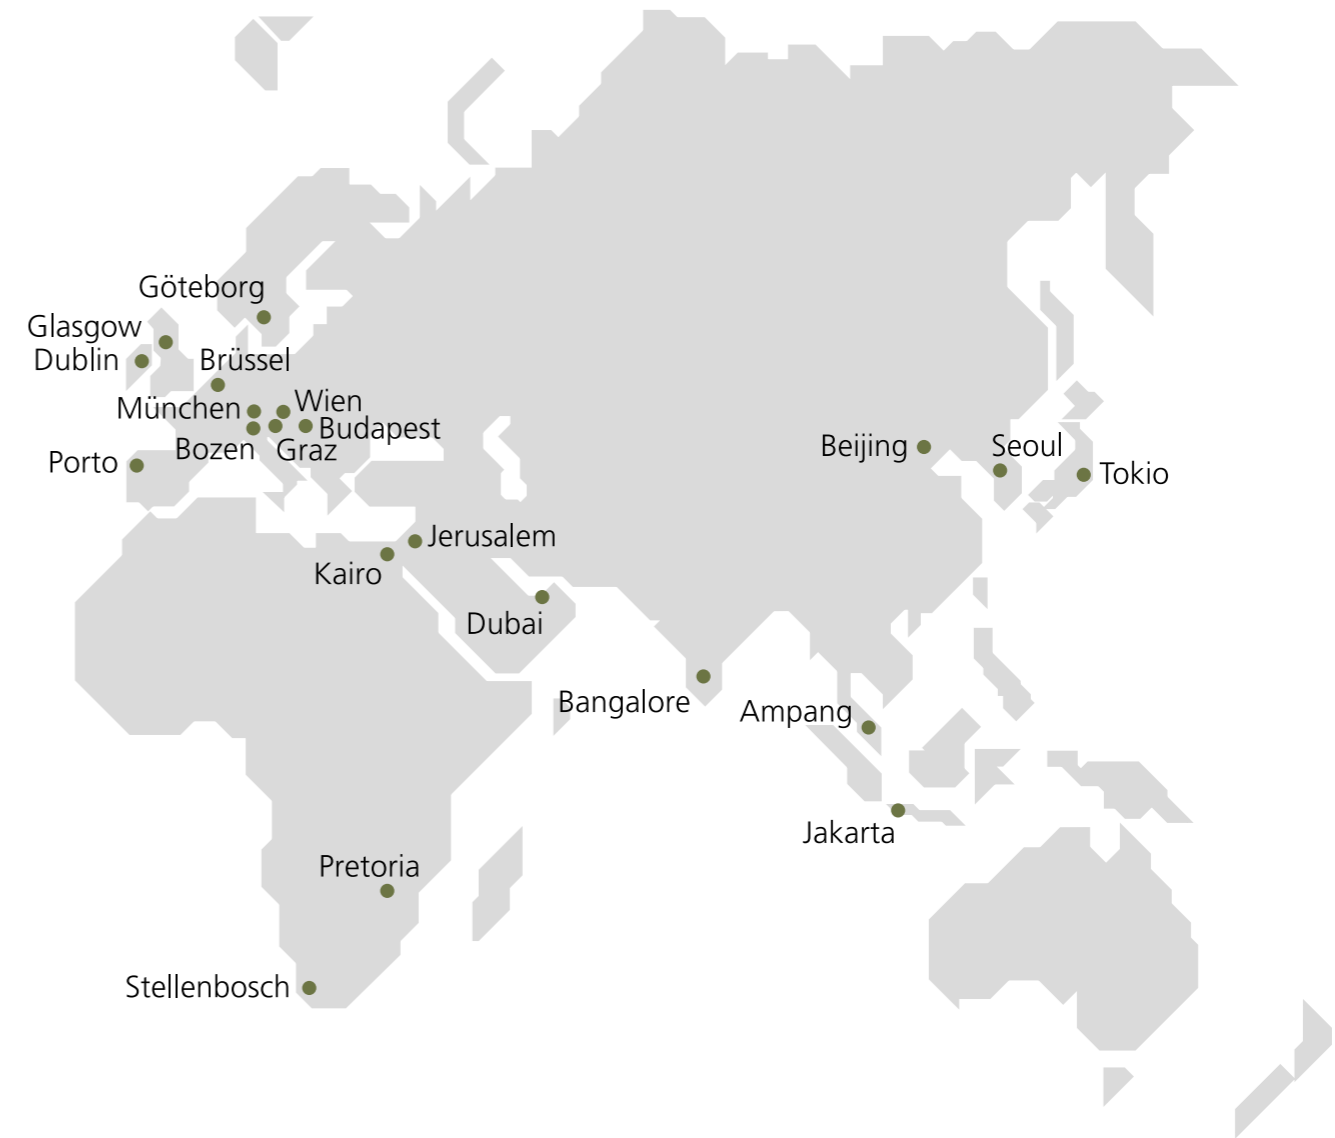 Göteborg
Glasgow
Dublin
Brüssel
München
Wien
Budapest
Bozen
Graz
Porto
Beijing
Seoul
Tokio
Jerusalem
Kairo
Dubai
Bangalore
Ampang
Jakarta
Pretoria
Stellenbosch